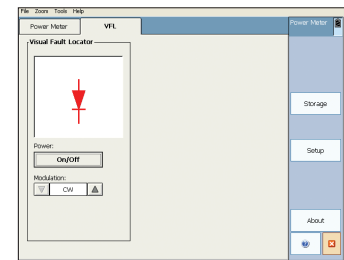 File Zoom Tools Help
Power Meter VFL
Power Meter
Visual Fault Locator
Storage
Power:
On/Off
Setup
Modulation:
CW
About